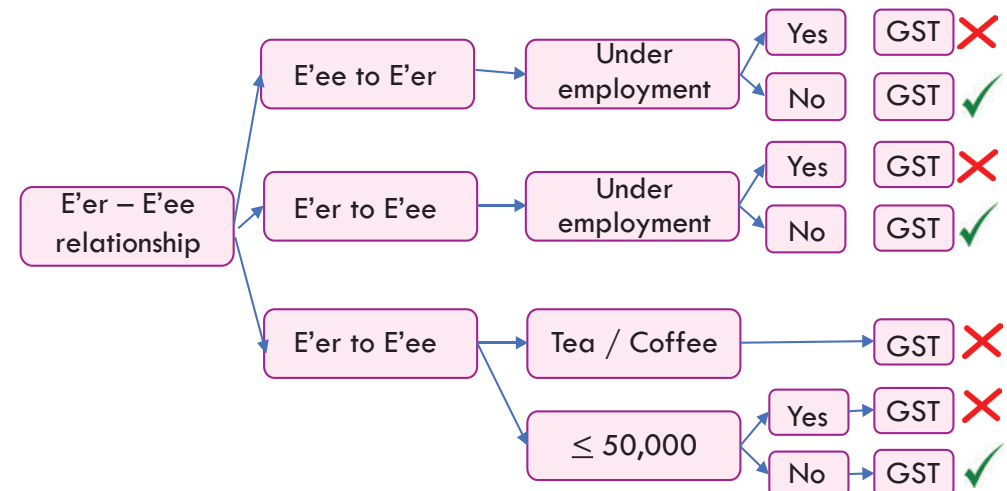 E'er – E'ee
relationship
E'ee to E'er
Under
employment
Yes
GST
No
GST
E'er to E'ee
Under
employment
Yes
GST
No
GST
E'er to E'ee
Tea / Coffee
GST
≤ 50,000
Yes
GST
No
GST